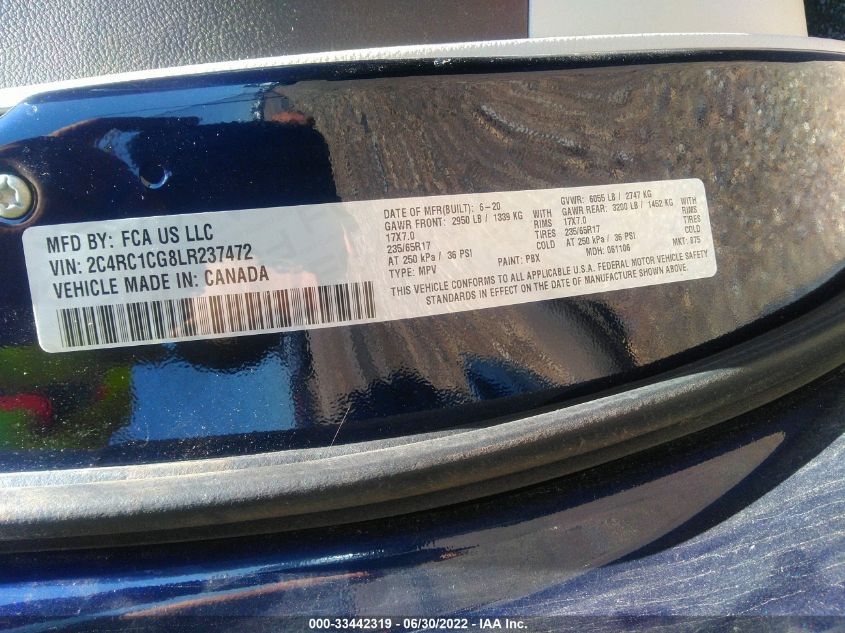 MFD BY: FCA US LLC
VIN: 2C4RC1CG8LR237472
VEHICLE MADE IN: CANADA
DATE OF MFR(BUILT): 6-20 GVWR: 6055 LB / 2747 KG
GAWR FRONT: 2950 LB / 1339 KG WITH GAWR REAR: 3200 LB / 1452 KG WITH
17X7.0 RIMS 17X7.0 RIMS
235/65R17 TIRES 235/65R17 TIRES
AT 250 kPa / 36 PSI COLD AT 250 kPa / 36 PSI COLD
TYPE: MPV PAINT: PBX MDH: 061106 MKT: 875
THIS VEHICLE CONFORMS TO ALL APPLICABLE U.S.A. FEDERAL MOTOR VEHICLE SAFETY
STANDARDS IN EFFECT ON THE DATE OF MANUFACTURE SHOWN ABOVE
000-33442319 - 06/30/2022 - IAA Inc.